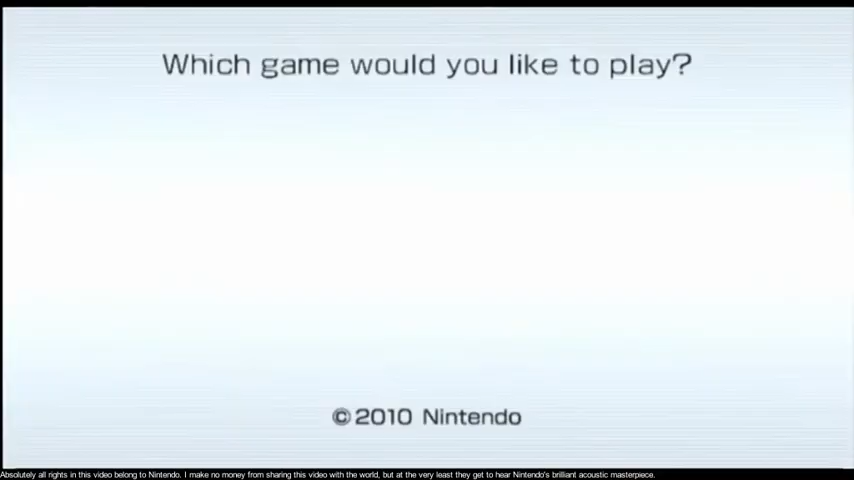 Which game would you like to play?
©2010 Nintendo
Absolutely all rights in this video belong to Nintendo. I make no money from sharing this video with the world, but at the very least they get to hear Nintendo's brilliant acoustic masterpiece.